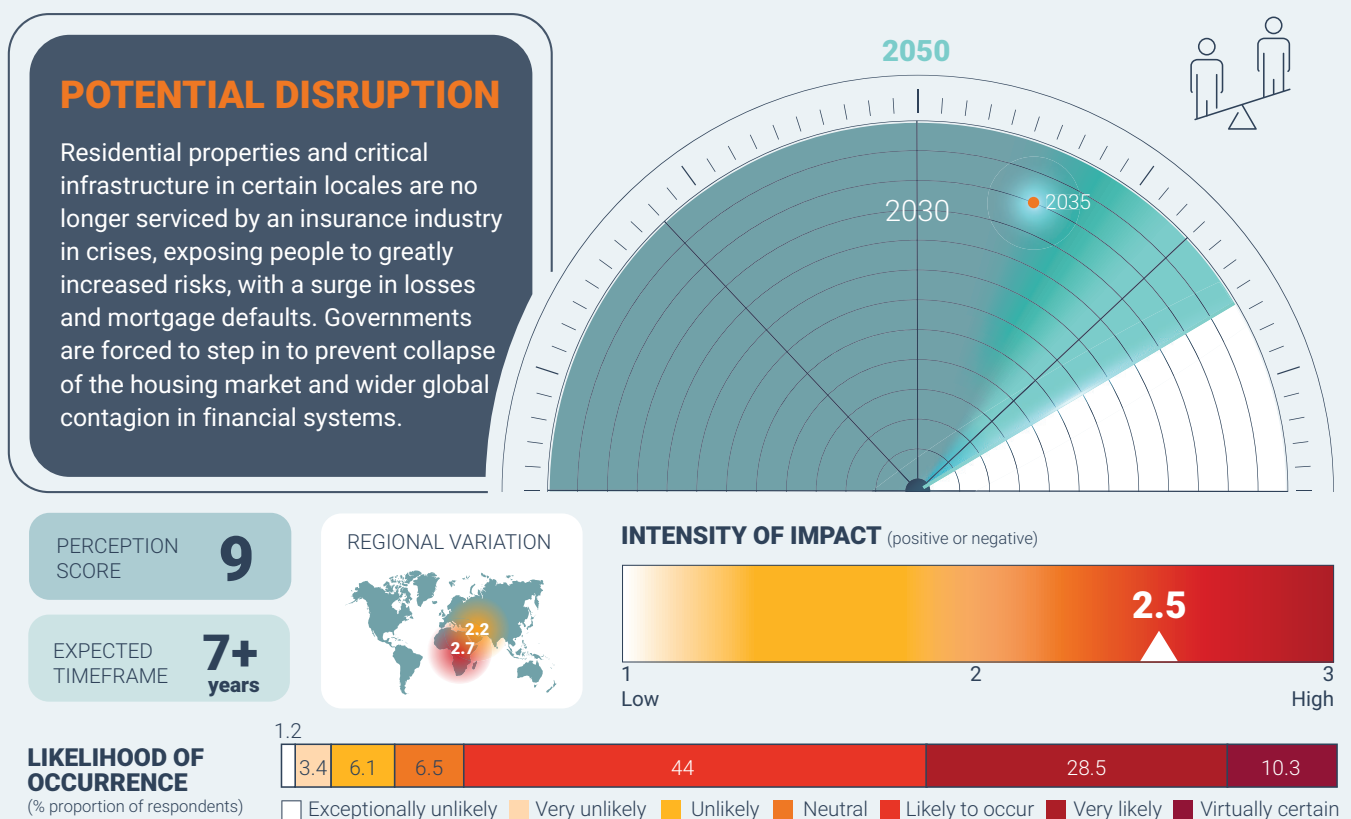 POTENTIAL DISRUPTION
Residential properties and critical
infrastructure in certain locales are no
longer serviced by an insurance industry
in crises, exposing people to greatly
increased risks, with a surge in losses
and mortgage defaults. Governments
are forced to step in to prevent collapse
of the housing market and wider global
contagion in financial systems.
2050
2030
2035
PERCEPTION
SCORE
9
EXPECTED
TIMEFRAME
7+
years
REGIONAL VARIATION
2.2
2.7
INTENSITY OF IMPACT (positive or negative)
2.5
1 2 3
Low High
LIKELIHOOD OF
OCCURRENCE
(% proportion of respondents)
1.2
3.4 6.1 6.5 44 28.5 10.3
Exceptionally unlikely Very unlikely Unlikely Neutral Likely to occur Very likely Virtually certain